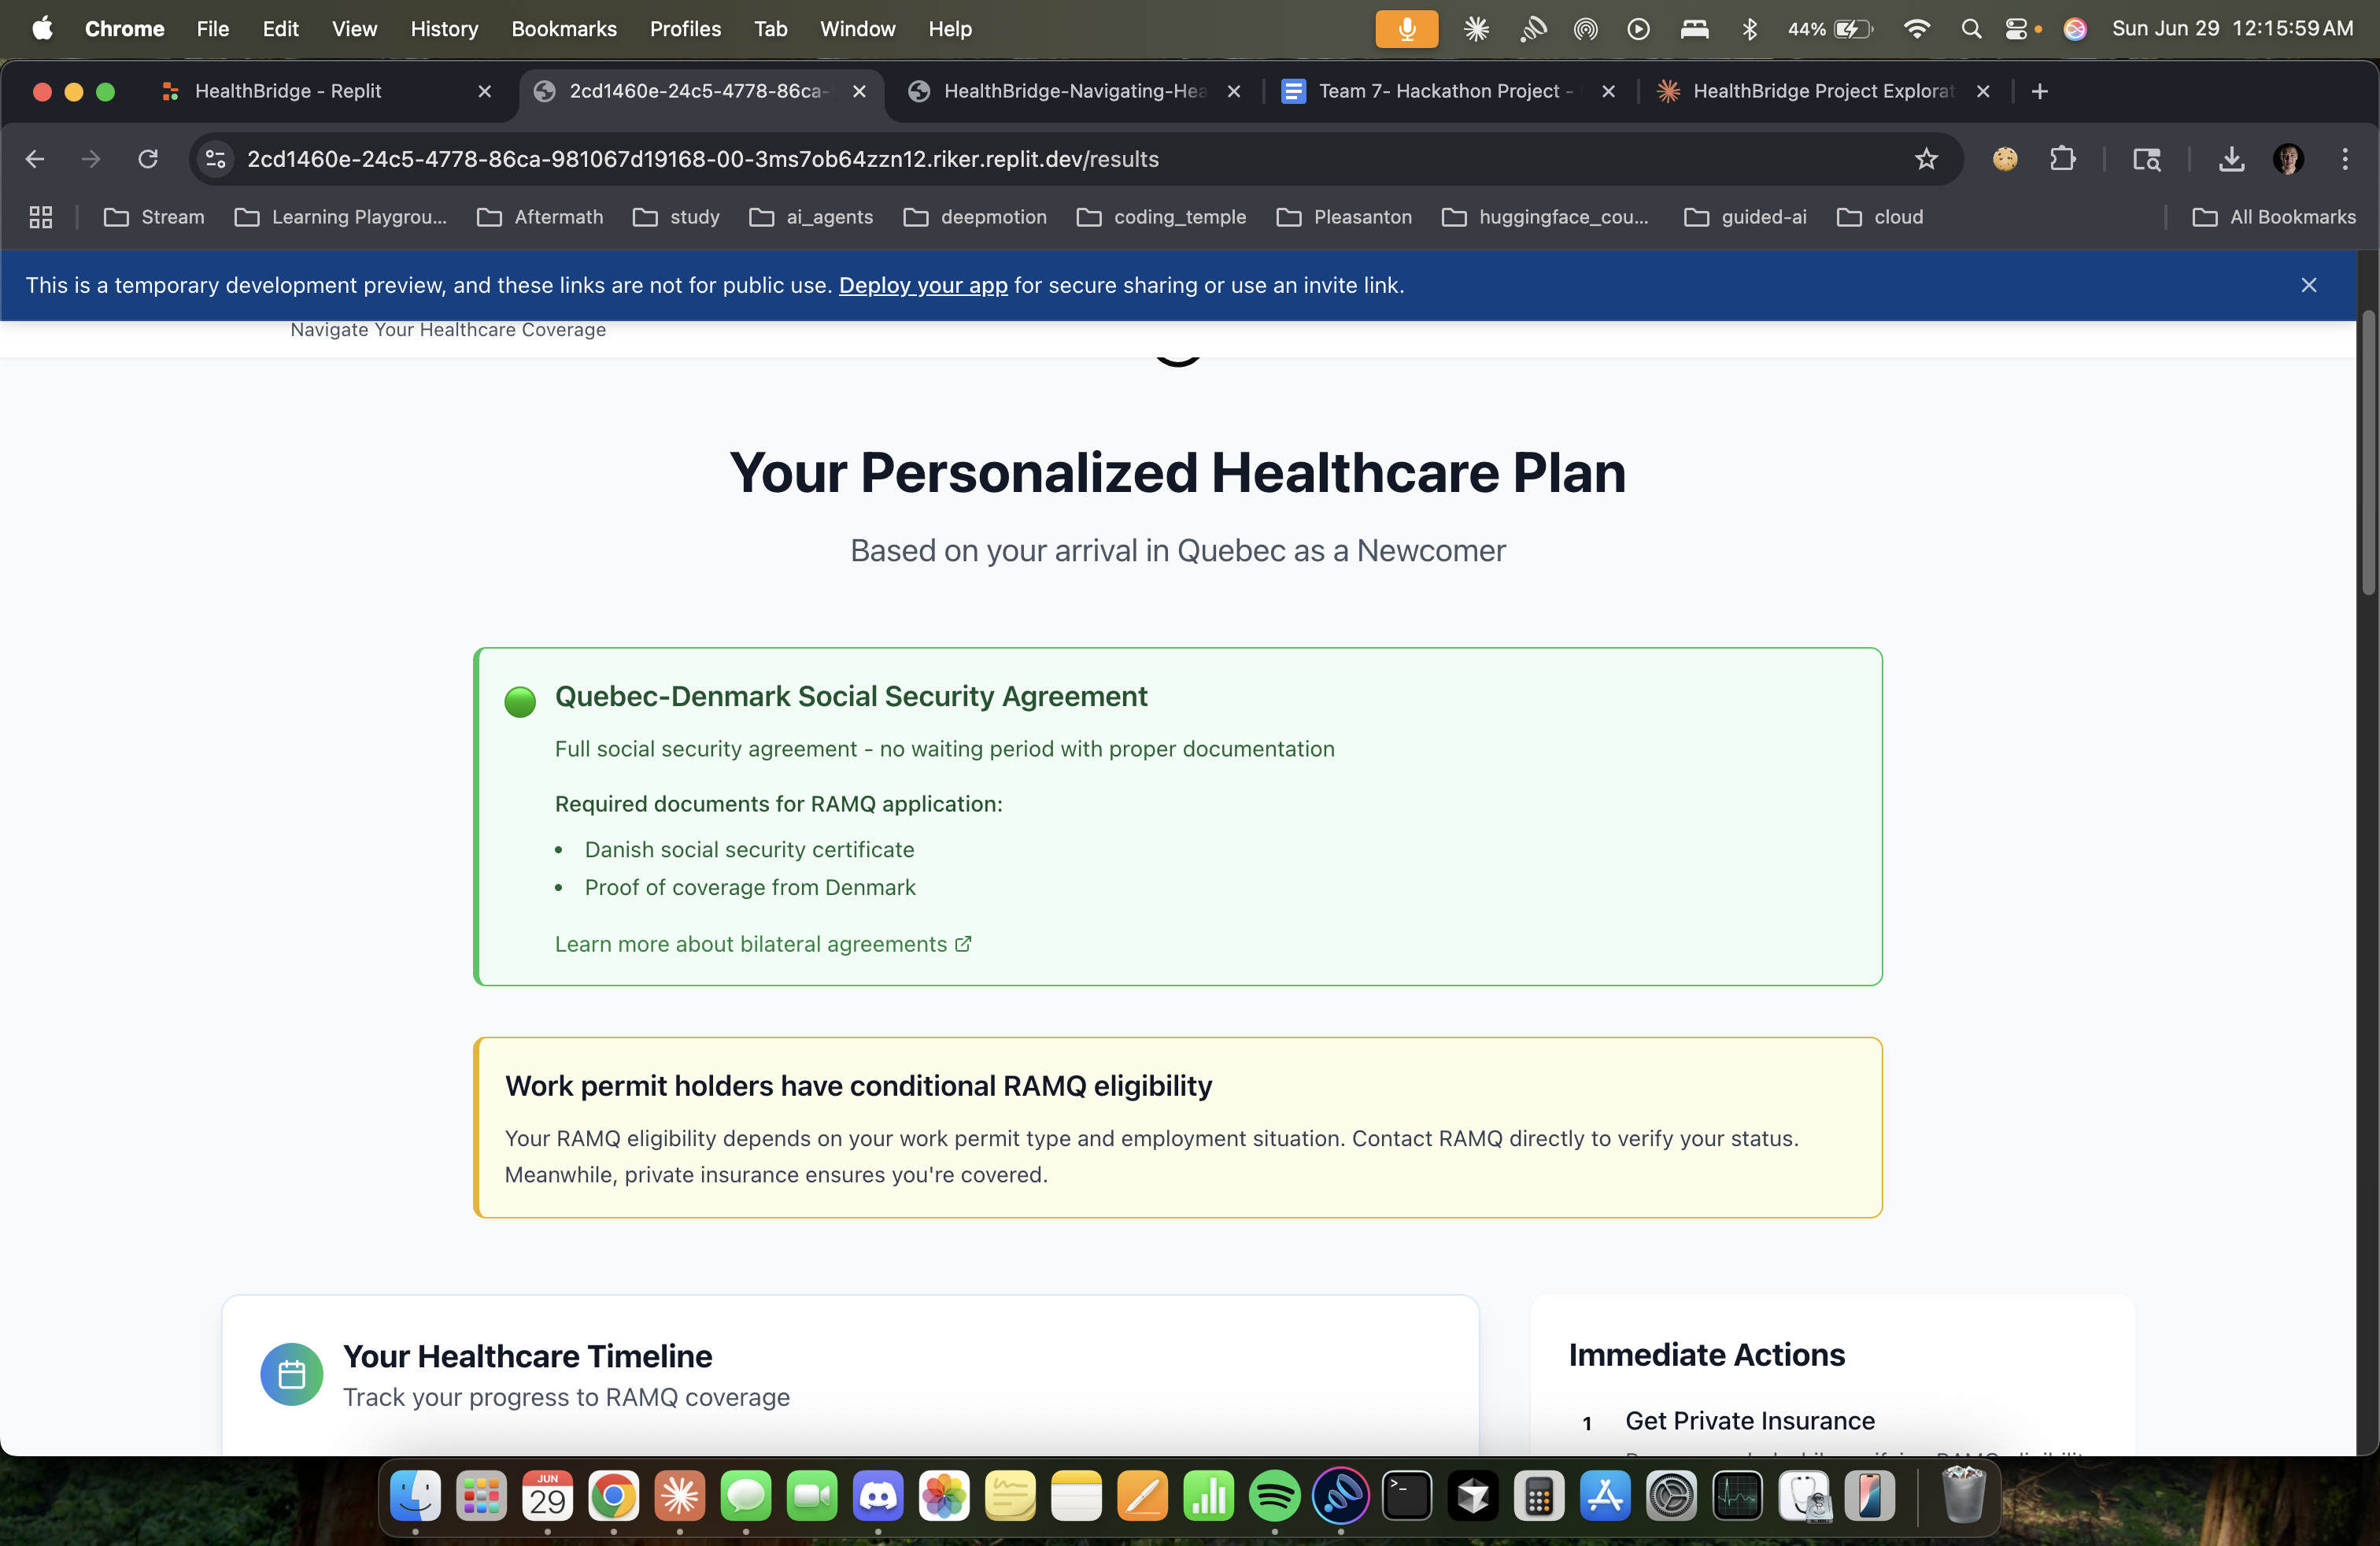 Chrome File Edit View History Bookmarks Profiles Tab Window Help 44% Sun Jun 29 12:15:59 AM
HealthBridge - Replit 2cd1460e-24c5-4778-86ca- HealthBridge-Navigating-Hea Team 7- Hackathon Project - HealthBridge Project Explorat
2cd1460e-24c5-4778-86ca-981067d19168-00-3ms7ob64zzn12.riker.replit.dev/results
Stream Learning Playgrou... Aftermath study ai_agents deepmotion coding_temple Pleasanton huggingface_cou... guided-ai cloud All Bookmarks
This is a temporary development preview, and these links are not for public use. Deploy your app for secure sharing or use an invite link.
Navigate Your Healthcare Coverage
Your Personalized Healthcare Plan
Based on your arrival in Quebec as a Newcomer
Quebec-Denmark Social Security Agreement
Full social security agreement - no waiting period with proper documentation
Required documents for RAMQ application:
• Danish social security certificate
• Proof of coverage from Denmark
Learn more about bilateral agreements
Work permit holders have conditional RAMQ eligibility
Your RAMQ eligibility depends on your work permit type and employment situation. Contact RAMQ directly to verify your status.
Meanwhile, private insurance ensures you're covered.
Your Healthcare Timeline
Track your progress to RAMQ coverage
Immediate Actions
1 Get Private Insurance
JUN
29